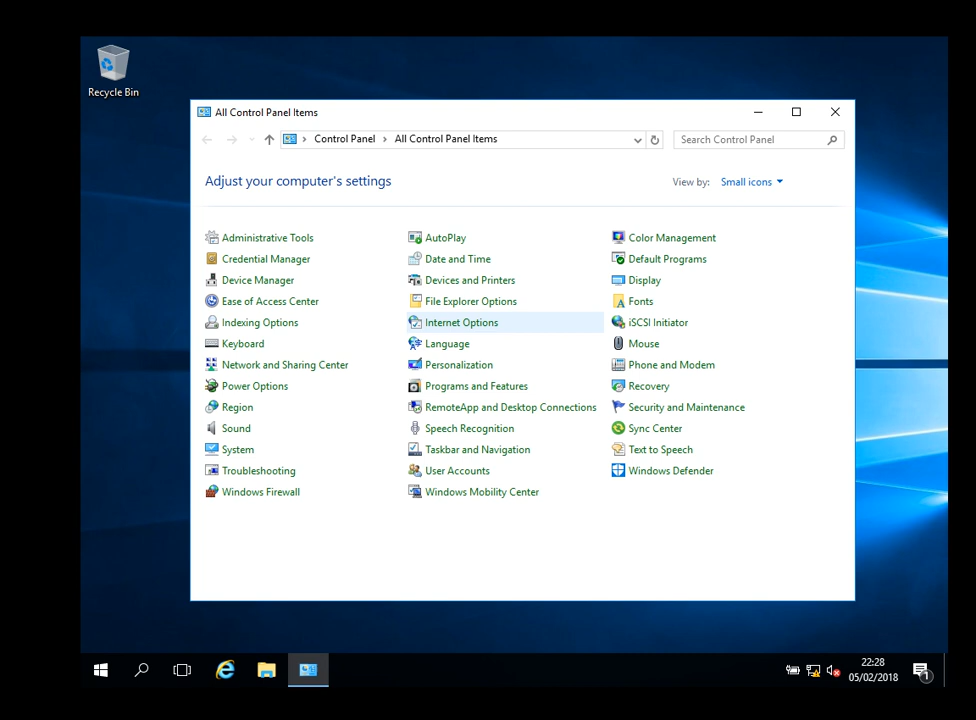 Recycle Bin
All Control Panel Items
Control Panel
All Control Panel Items
Search Control Panel
Adjust your computer's settings
View by: Small icons
Administrative Tools
AutoPlay
Color Management
Credential Manager
Date and Time
Default Programs
Device Manager
Devices and Printers
Display
Ease of Access Center
File Explorer Options
Fonts
Indexing Options
Internet Options
iSCSI Initiator
Keyboard
Language
Mouse
Network and Sharing Center
Personalization
Phone and Modem
Power Options
Programs and Features
Recovery
Region
RemoteApp and Desktop Connections
Security and Maintenance
Sound
Speech Recognition
Sync Center
System
Taskbar and Navigation
Text to Speech
Troubleshooting
User Accounts
Windows Defender
Windows Firewall
Windows Mobility Center
22:28
05/02/2018
1